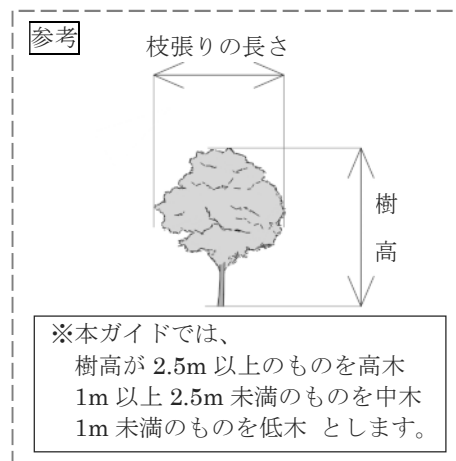 参考
枝張りの長さ
樹
高
※本ガイドでは、
樹高が 2.5m 以上のものを高木
1m 以上 2.5m 未満のものを中木
1m 未満のものを低木 とします。